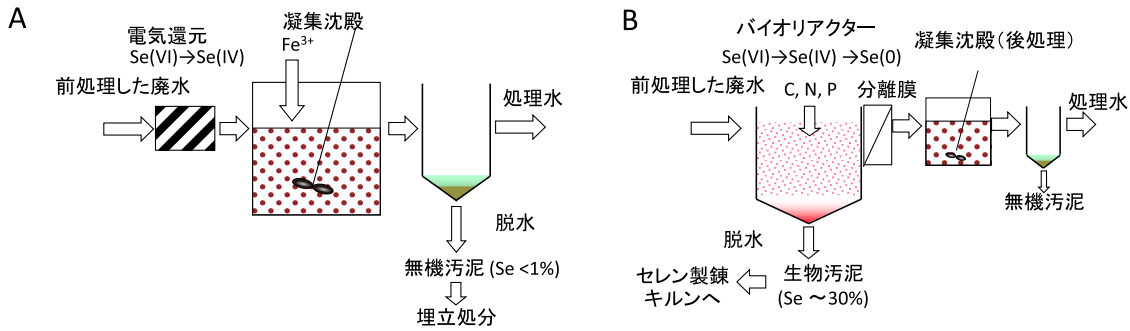 A
電気還元
Se(VI)→Se(IV)
凝集沈殿
Fe³⁺
前処理した廃水
処理水
脱水
無機汚泥 (Se <1%)
埋立処分
B
バイオリアクター
Se(VI)→Se(IV) →Se(0)
凝集沈殿（後処理）
前処理した廃水
C, N, P
分離膜
処理水
無機汚泥
脱水
生物汚泥
(Se ～30%)
セレン製錬
キルンへ